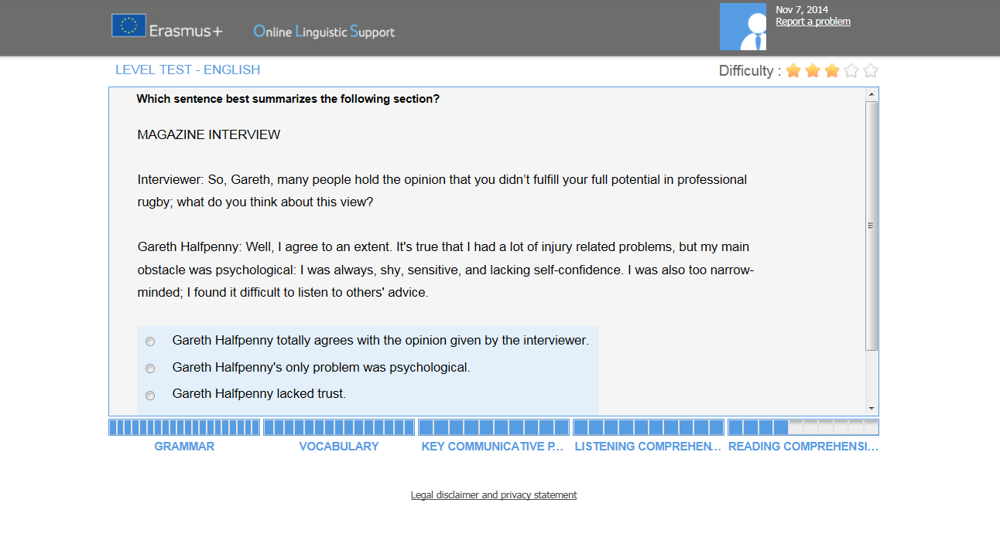 Erasmus+
Online Linguistic Support
Nov 7, 2014
Report a problem
LEVEL TEST - ENGLISH
Difficulty :
Which sentence best summarizes the following section?
MAGAZINE INTERVIEW
Interviewer: So, Gareth, many people hold the opinion that you didn’t fulfill your full potential in professional
rugby; what do you think about this view?
Gareth Halfpenny: Well, I agree to an extent. It's true that I had a lot of injury related problems, but my main
obstacle was psychological: I was always, shy, sensitive, and lacking self-confidence. I was also too narrow-
minded; I found it difficult to listen to others' advice.
Gareth Halfpenny totally agrees with the opinion given by the interviewer.
Gareth Halfpenny's only problem was psychological.
Gareth Halfpenny lacked trust.
GRAMMAR
VOCABULARY
KEY COMMUNICATIVE P...
LISTENING COMPREHEN...
READING COMPREHENSI...
Legal disclaimer and privacy statement